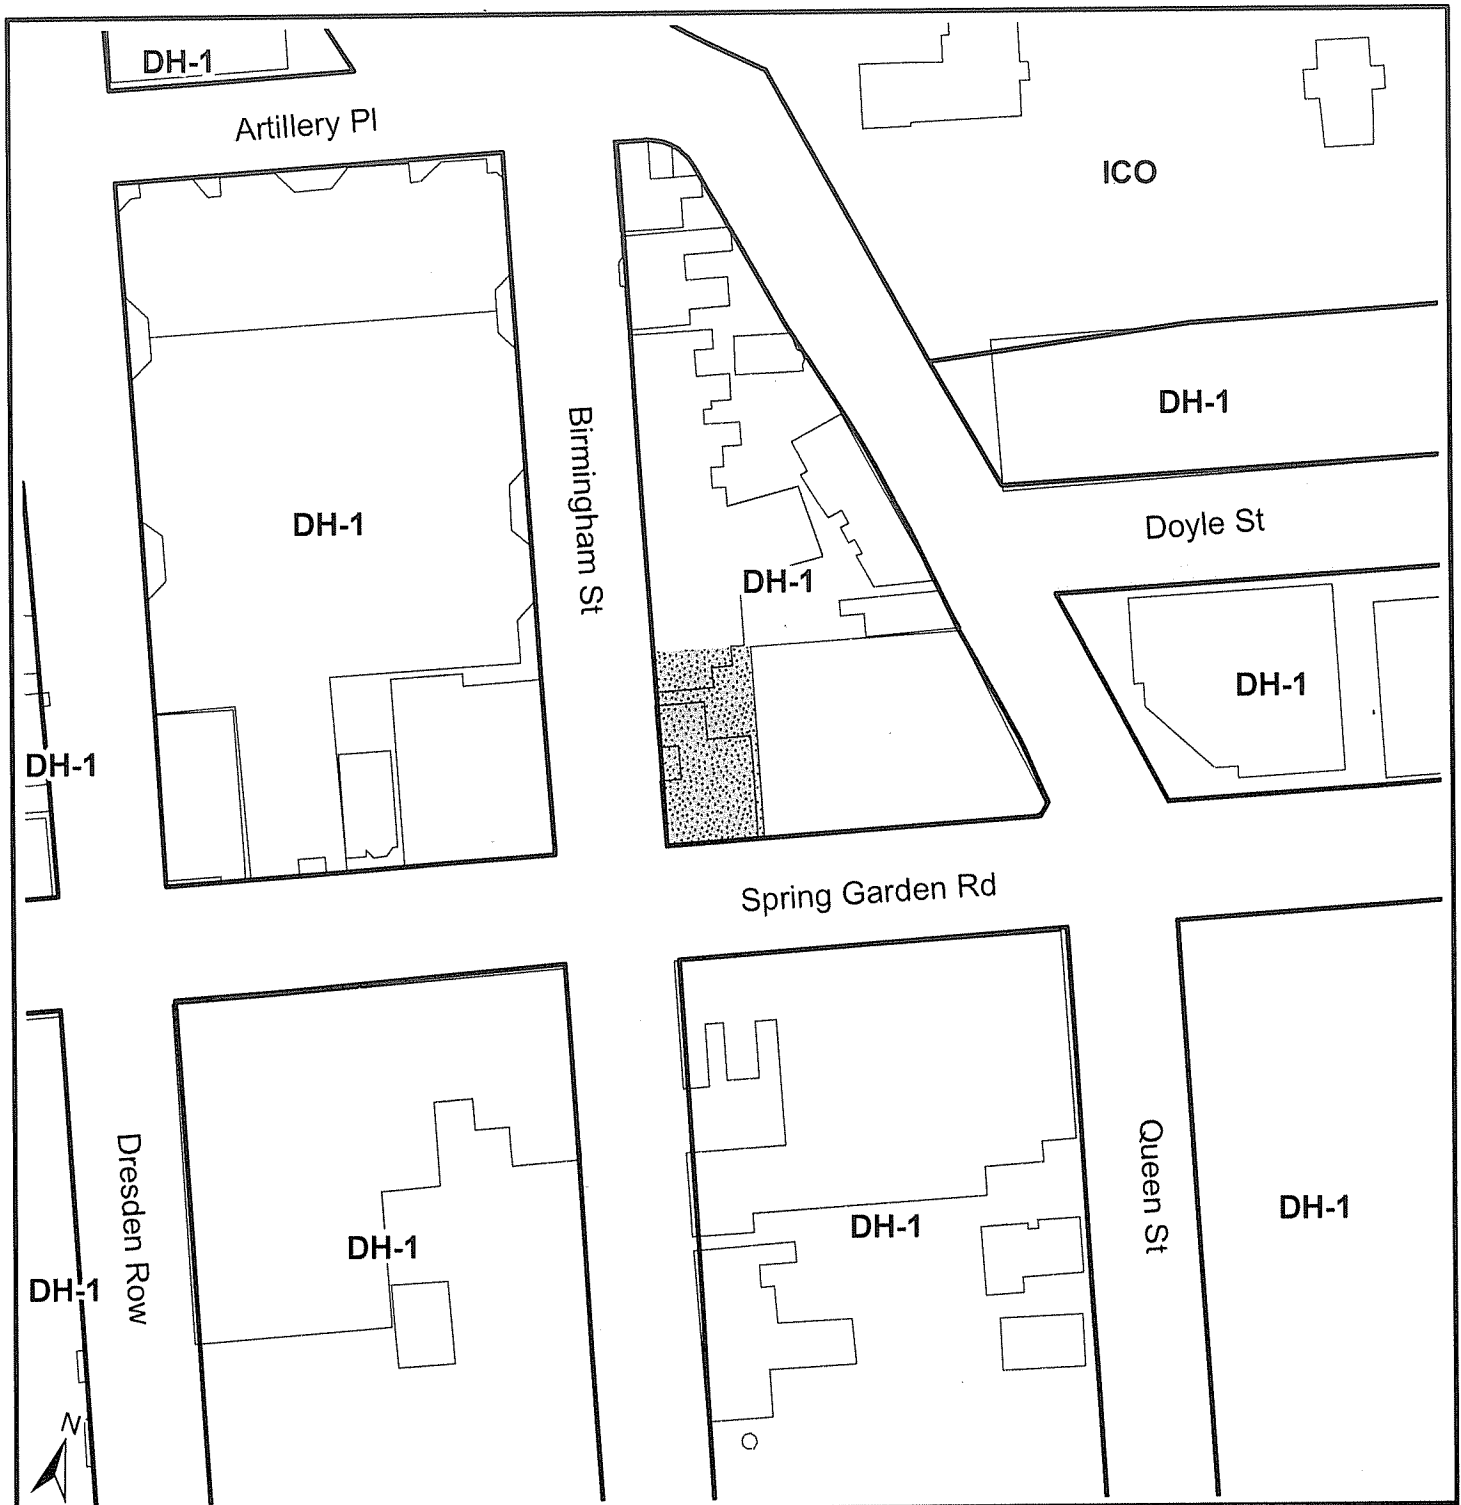 DH-1
Artillery Pl
ICO
DH-1
Birmingham St
DH-1
Doyle St
DH-1
DH-1
DH-1
Spring Garden Rd
Dresden Row
Queen St
DH-1
DH-1
DH-1
DH-1
N